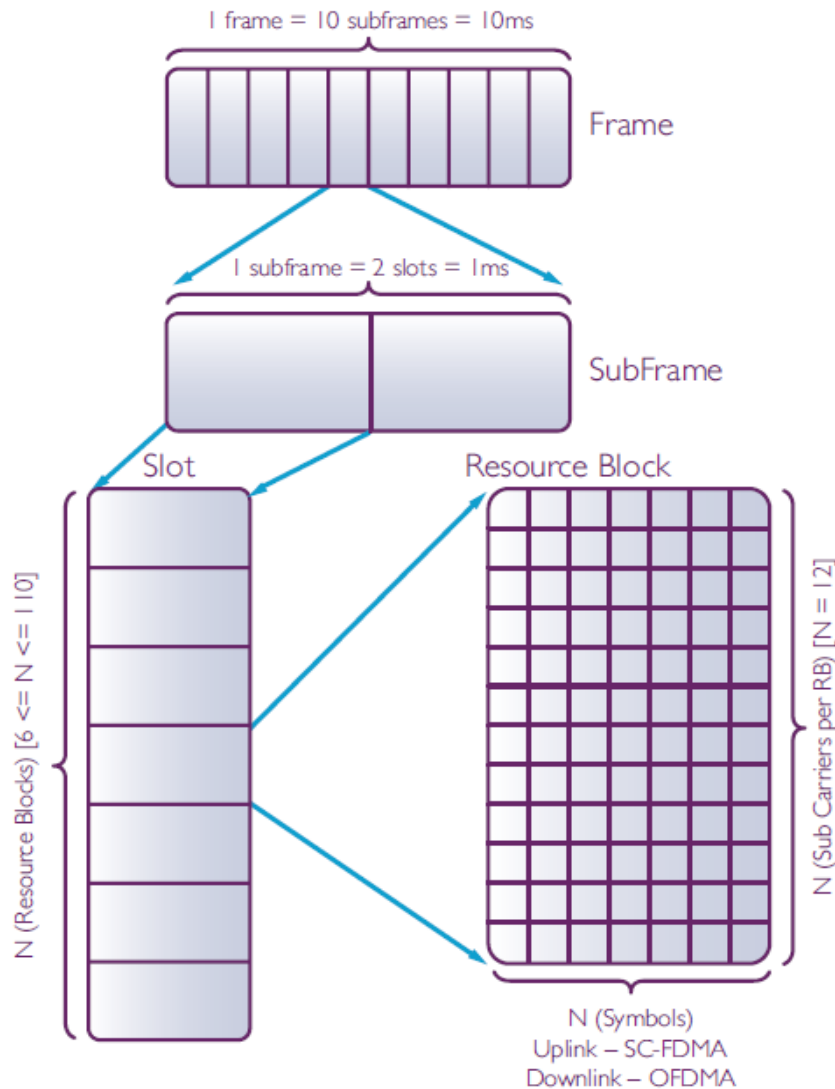 1 frame = 10 subframes = 10ms
Frame
1 subframe = 2 slots = 1ms
SubFrame
Slot
Resource Block
N (Resource Blocks) [6 <= N <= 110]
N (Sub Carriers per RB) [N = 12]
N (Symbols)
Uplink – SC-FDMA
Downlink – OFDMA